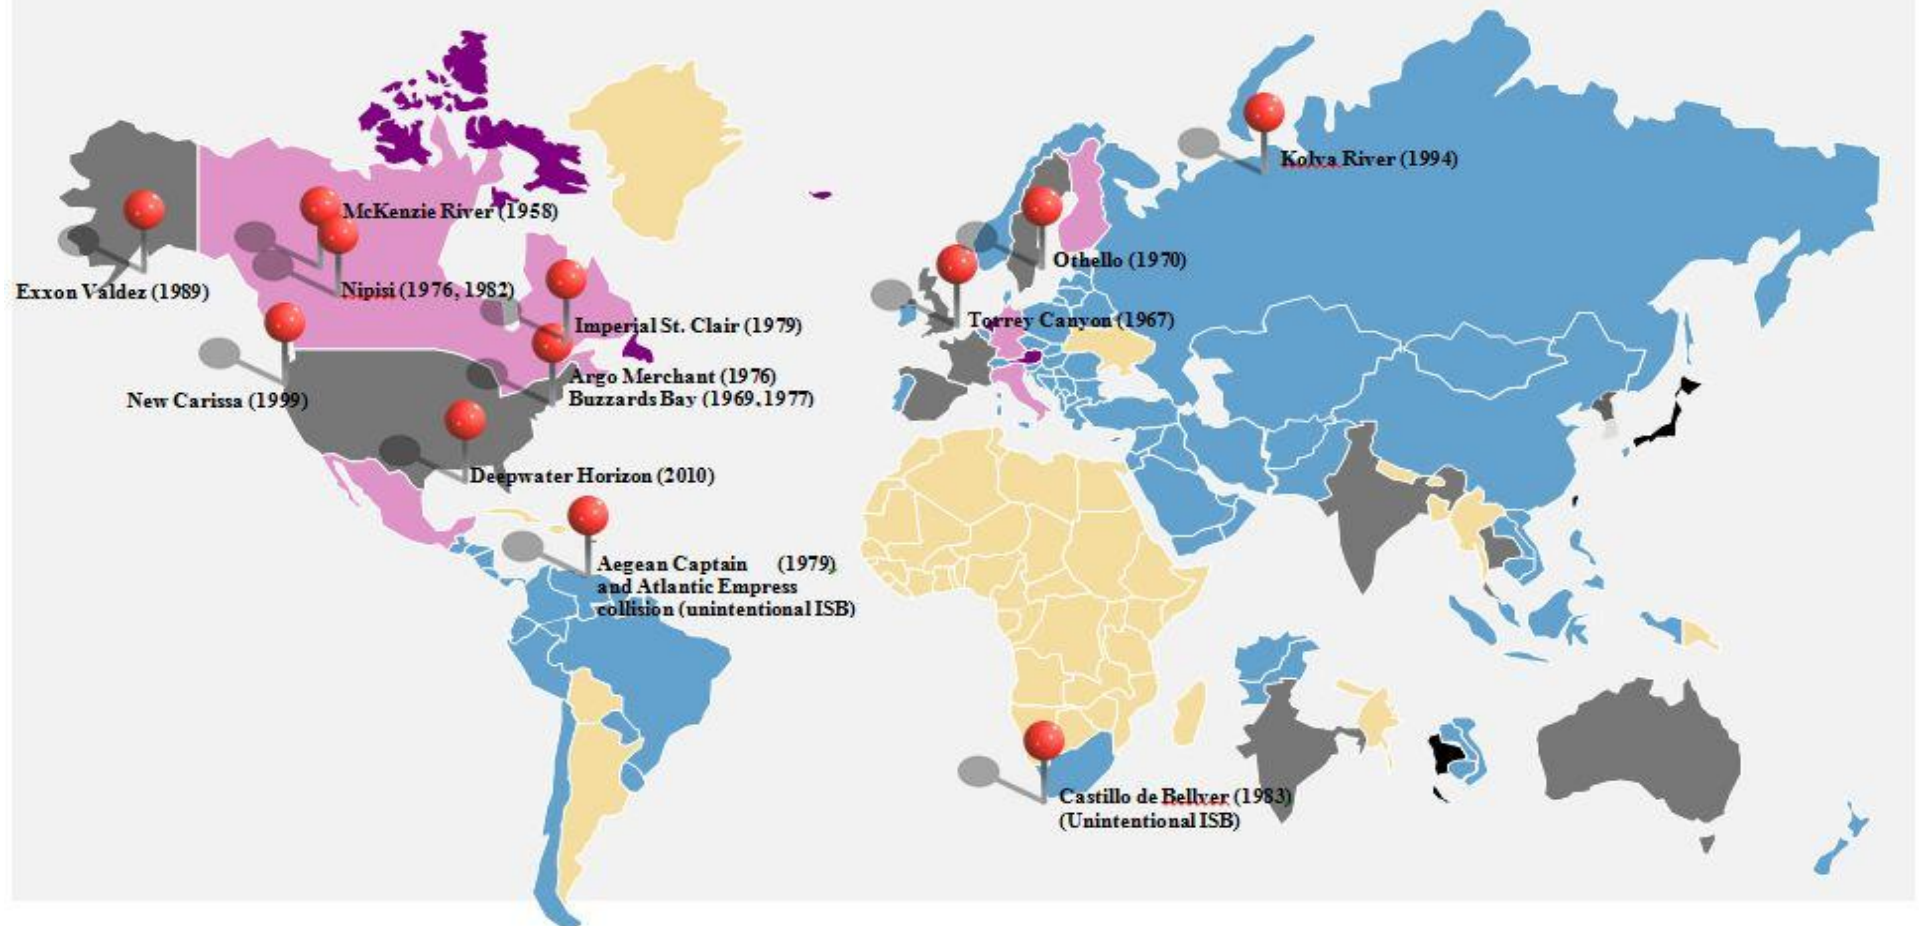 Kolva River (1994)
McKenzie River (1958)
Othello (1970)
Exxon Valdez (1989)
Nipisi (1976, 1982)
Torrey Canyon (1967)
Imperial St. Clair (1979)
Argo Merchant (1976)
Buzzards Bay (1969, 1977)
New Carissa (1999)
Deepwater Horizon (2010)
Aegean Captain (1979)
and Atlantic Empress
collision (unintentional ISB)
Castillo de Bellver (1983)
(Unintentional ISB)